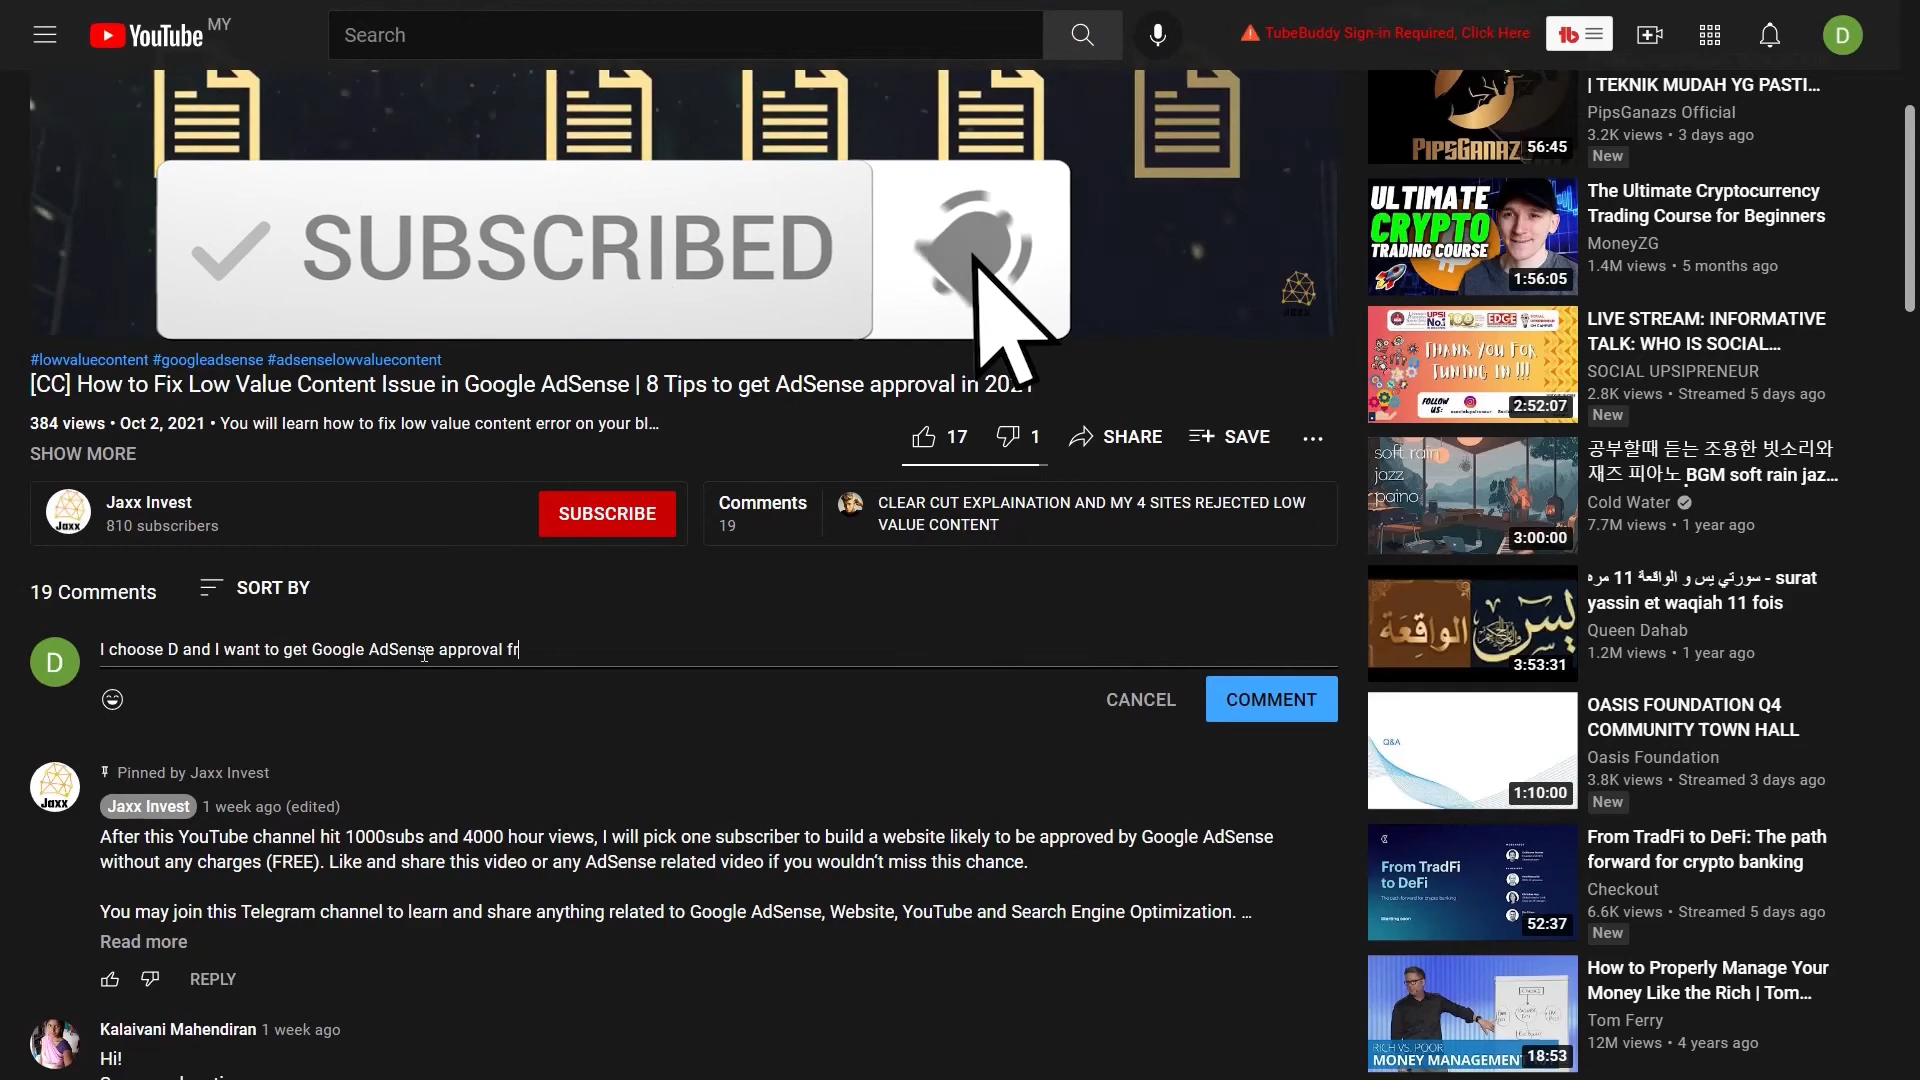 YouTube MY
Search
TubeBuddy Sign-in Required, Click Here
tb
D
SUBSCRIBED
#lowvaluecontent #googleadsense #adsenselowvaluecontent
[CC] How to Fix Low Value Content Issue in Google AdSense | 8 Tips to get AdSense approval in 2021
384 views • Oct 2, 2021 • You will learn how to fix low value content error on your bl...
SHOW MORE
17
1
SHARE
SAVE
Jaxx
Jaxx Invest
810 subscribers
SUBSCRIBE
Comments
19
CLEAR CUT EXPLAINATION AND MY 4 SITES REJECTED LOW
VALUE CONTENT
19 Comments
SORT BY
D
I choose D and I want to get Google AdSense approval fr
CANCEL
COMMENT
Jaxx
Pinned by Jaxx Invest
Jaxx Invest 1 week ago (edited)
After this YouTube channel hit 1000subs and 4000 hour views, I will pick one subscriber to build a website likely to be approved by Google AdSense
without any charges (FREE). Like and share this video or any AdSense related video if you wouldn't miss this chance.
You may join this Telegram channel to learn and share anything related to Google AdSense, Website, YouTube and Search Engine Optimization. ...
Read more
REPLY
Kalaivani Mahendiran 1 week ago
Hi!
PIPSGANAZ
56:45
| TEKNIK MUDAH YG PASTI...
PipsGanazs Official
3.2K views • 3 days ago
New
ULTIMATE
CRYPTO
TRADING COURSE
1:56:05
The Ultimate Cryptocurrency
Trading Course for Beginners
MoneyZG
1.4M views • 5 months ago
UPSI
No.1
100
EDGE
THANK YOU FOR
TUNING IN !!!
FOLLOW
US:
2:52:07
LIVE STREAM: INFORMATIVE
TALK: WHO IS SOCIAL...
SOCIAL UPSIPRENEUR
2.8K views • Streamed 5 days ago
New
soft rain
jazz
paino
3:00:00
공부할때 듣는 조용한 빗소리와
재즈 피아노 BGM soft rain jaz...
Cold Water
7.7M views • 1 year ago
يس
الواقعة
3:53:31
سورتي يس و الواقعة 11 مره - surat
yassin et waqiah 11 fois
Queen Dahab
1.2M views • 1 year ago
Q&A
1:10:00
OASIS FOUNDATION Q4
COMMUNITY TOWN HALL
Oasis Foundation
3.8K views • Streamed 3 days ago
New
From TradFi
to DeFi
52:37
From TradFi to DeFi: The path
forward for crypto banking
Checkout
6.6K views • Streamed 5 days ago
New
RICH VS. POOR
MONEY MANAGEMENT
18:53
How to Properly Manage Your
Money Like the Rich | Tom...
Tom Ferry
12M views • 4 years ago